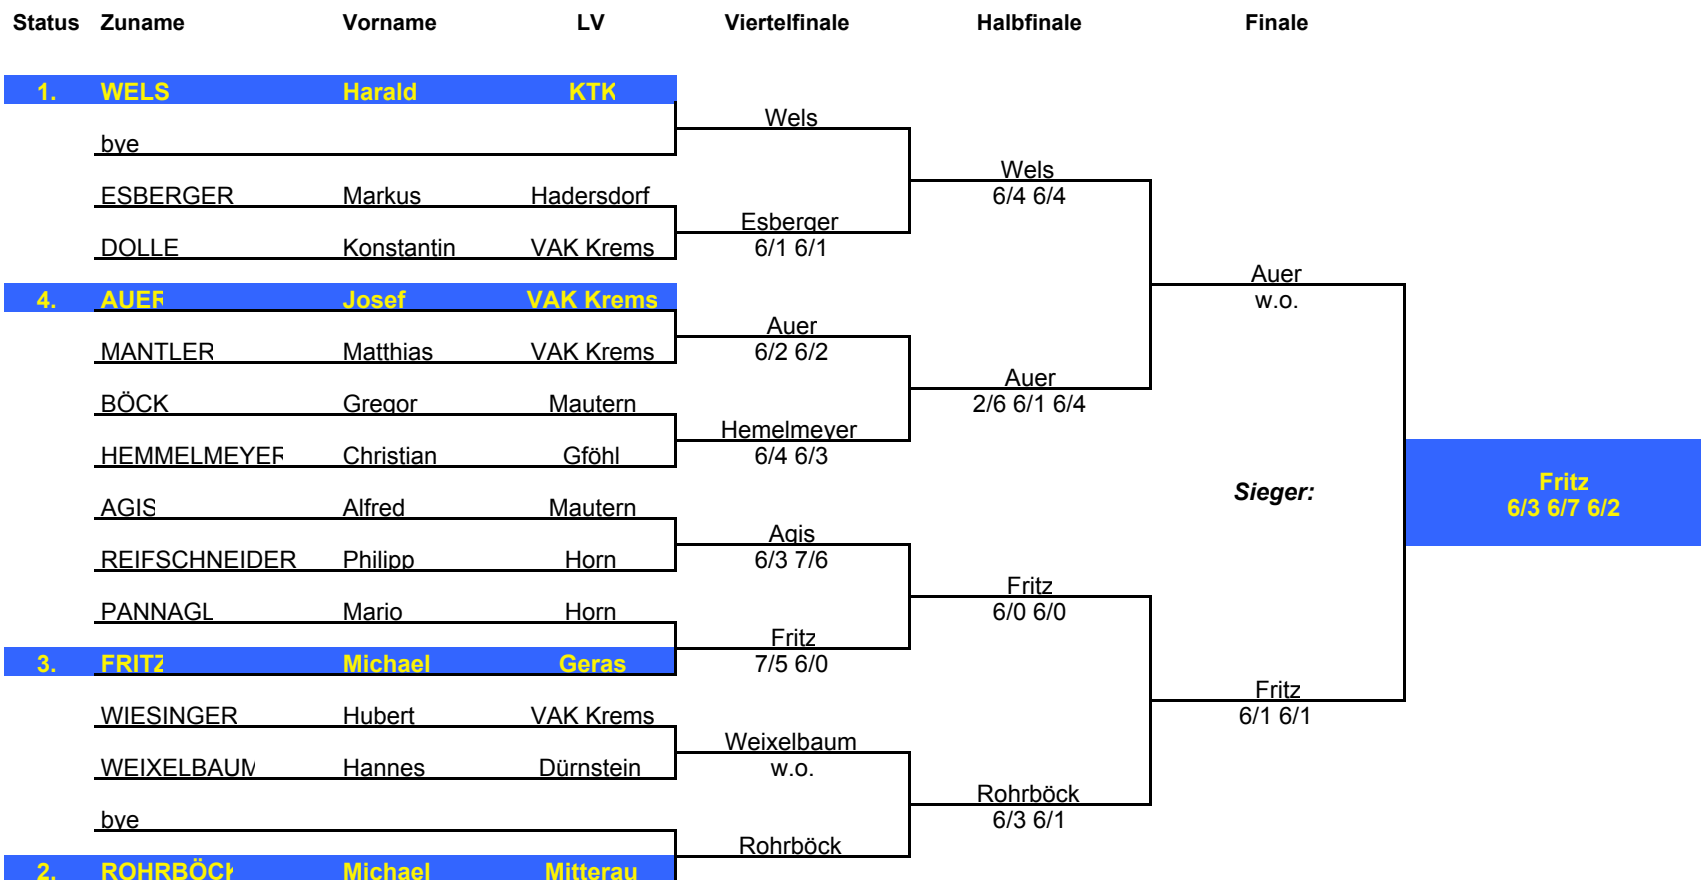 Status Zuname Vorname LV Viertelfinale Halbfinale Finale
1. WELS Harald KTK
Wels
bye
Wels
ESBERGER Markus Hadersdorf 6/4 6/4
Esberger
DOLLE Konstantin VAK Krems 6/1 6/1
Auer
4. AUER Josef VAK Krems w.o.
Auer
MANTLER Matthias VAK Krems 6/2 6/2
Auer
BÖCK Gregor Mautern 2/6 6/1 6/4
Hemelmeyer
HEMMELMEYER Christian Gföhl 6/4 6/3
Sieger: Fritz
AGIS Alfred Mautern 6/3 6/7 6/2
Agis
REIFSCHNEIDER Philipp Horn 6/3 7/6
Fritz
PANNAGL Mario Horn 6/0 6/0
Fritz
3. FRITZ Michael Geras 7/5 6/0
Fritz
WIESINGER Hubert VAK Krems 6/1 6/1
Weixelbaum
WEIXELBAUM Hannes Dürnstein w.o.
Rohrböck
bye 6/3 6/1
Rohrböck
2. ROHRBÖCK Michael Mitterau